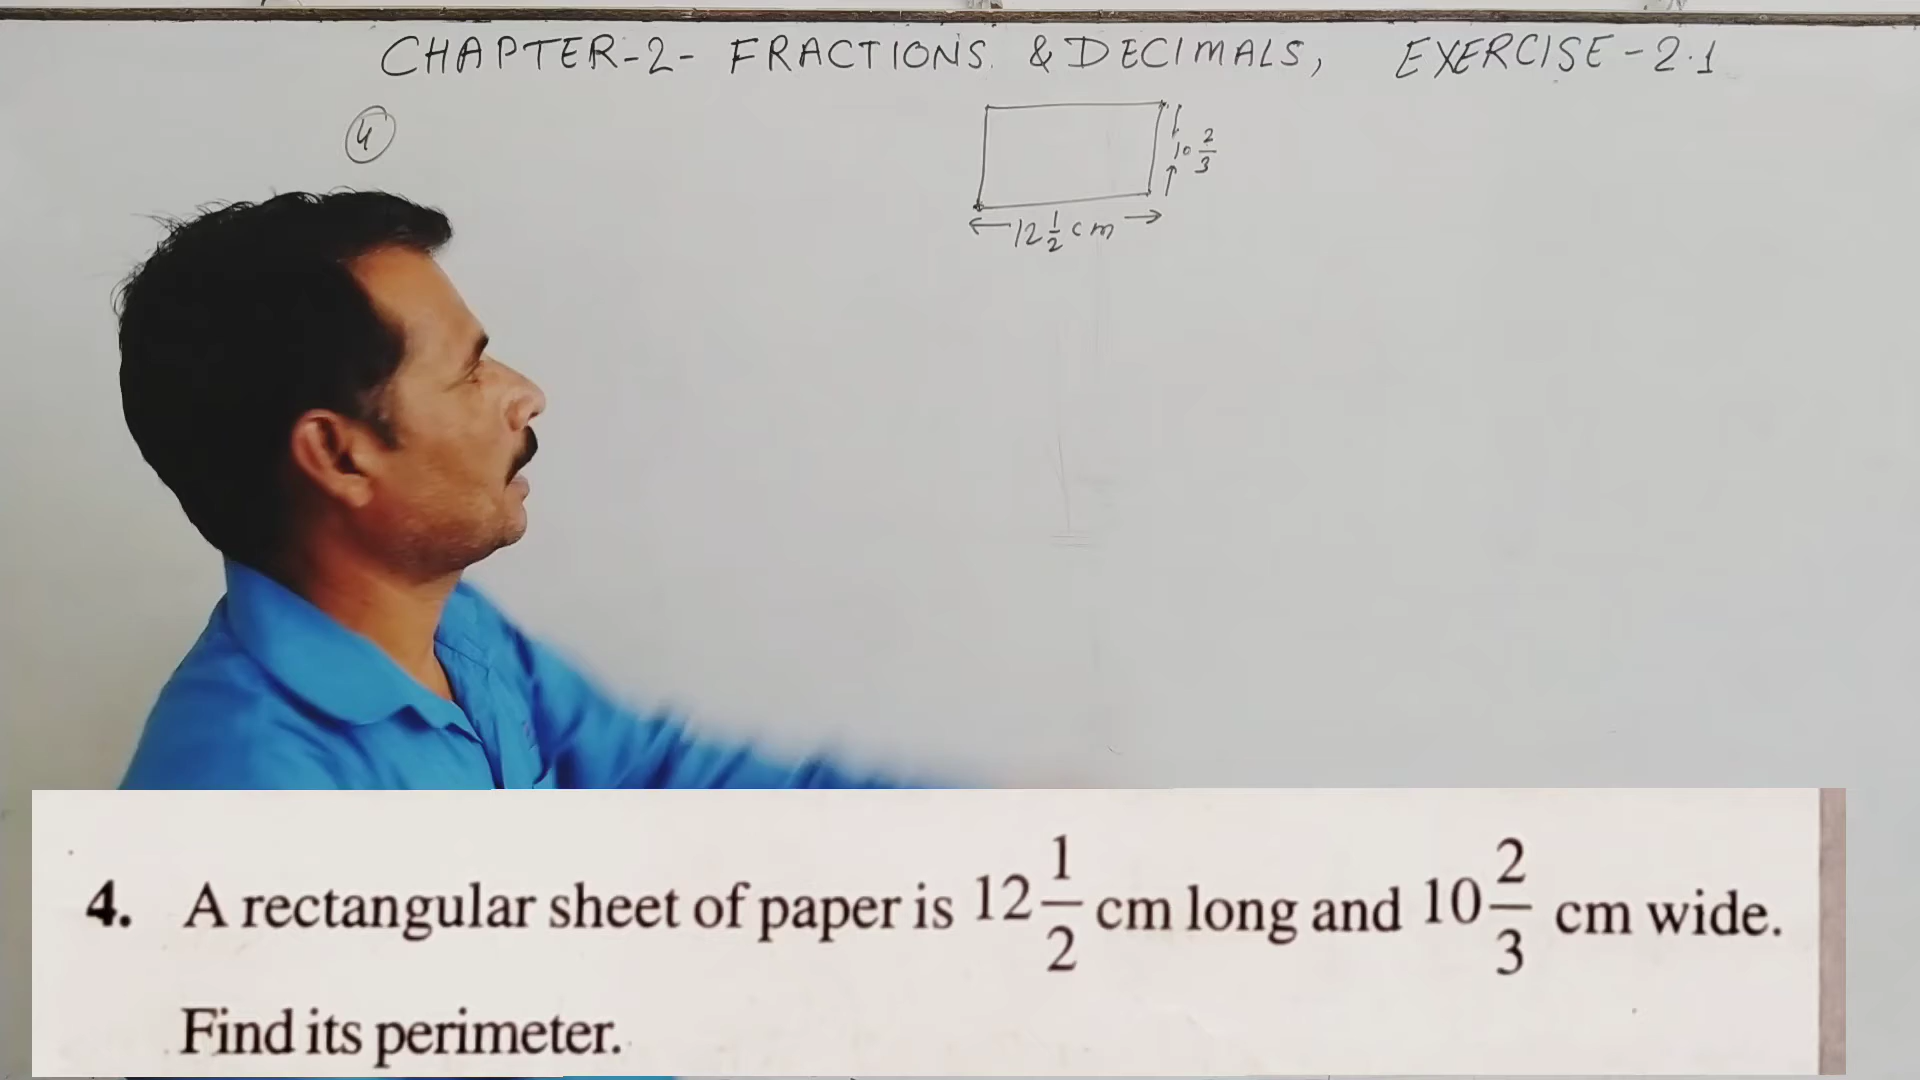 CHAPTER-2- FRACTIONS & DECIMALS, EXERCISE-2.1
4
10 2/3
12 1/2 cm
4. A rectangular sheet of paper is 12 1/2 cm long and 10 2/3 cm wide.
Find its perimeter.